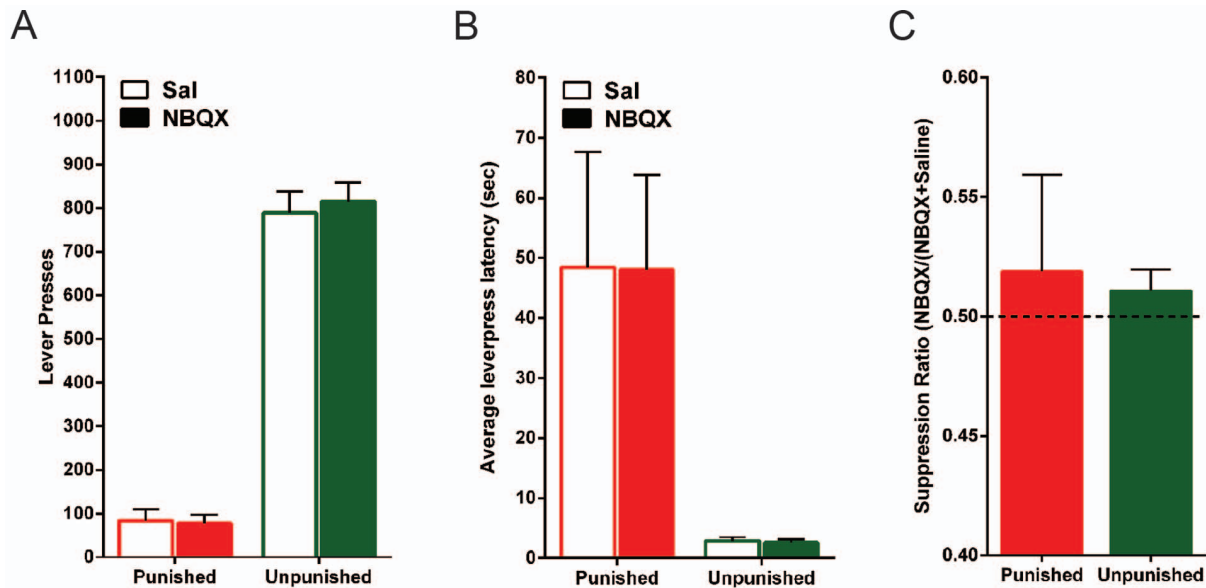 A
Lever Presses
1100
1000
900
800
700
600
500
400
300
200
100
0
Sal
NBQX
Punished
Unpunished
B
Average leverpress latency (sec)
80
70
60
50
40
30
20
10
0
Sal
NBQX
Punished
Unpunished
C
Suppression Ratio (NBQX/(NBQX+Saline)
0.60
0.55
0.50
0.45
0.40
Punished
Unpunished